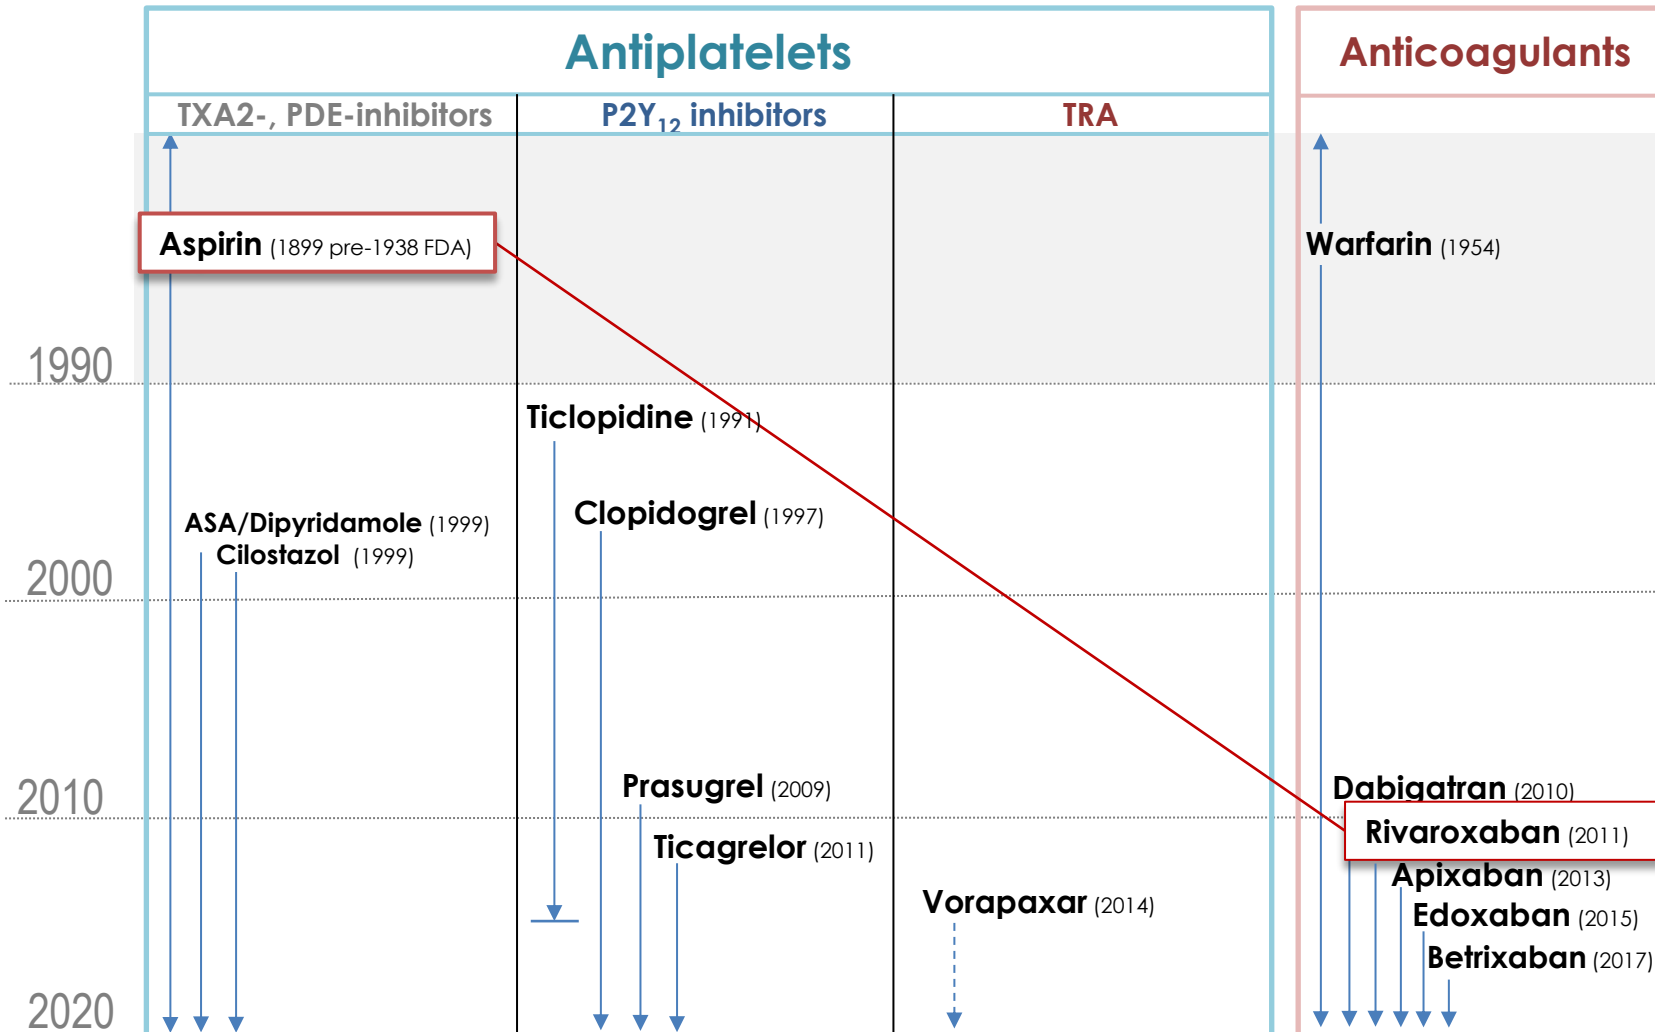 Antiplatelets
Anticoagulants
TXA2-, PDE-inhibitors
P2Y₁₂ inhibitors
TRA
Aspirin (1899 pre-1938 FDA)
Warfarin (1954)
1990
Ticlopidine (1991)
Clopidogrel (1997)
ASA/Dipyridamole (1999)
Cilostazol (1999)
2000
Prasugrel (2009)
Dabigatran (2010)
2010
Rivaroxaban (2011)
Ticagrelor (2011)
Apixaban (2013)
Vorapaxar (2014)
Edoxaban (2015)
Betrixaban (2017)
2020